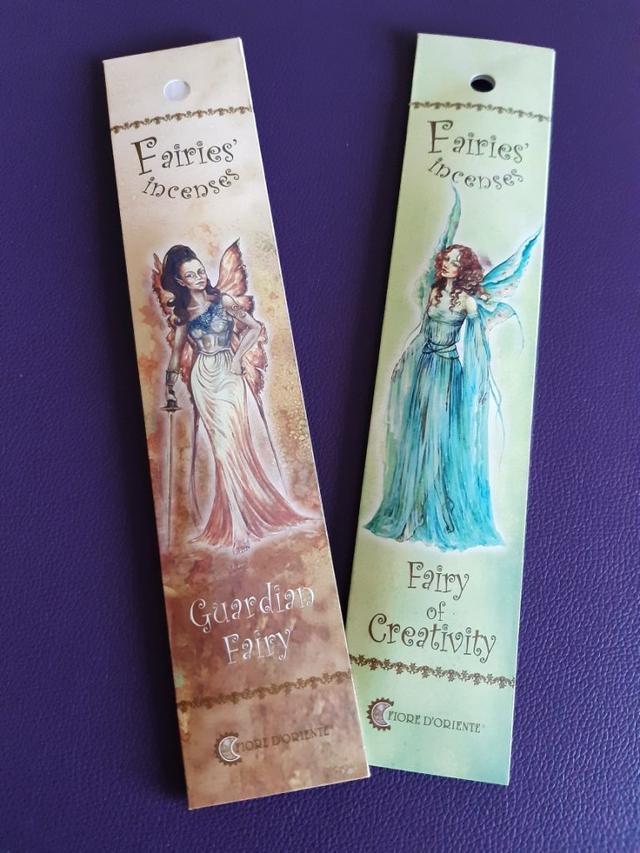 Fairies'
incenses
Guardian
Fairy
FIORE D'ORIENTE
Fairies'
incenses
Fairy
of
Creativity
FIORE D'ORIENTE